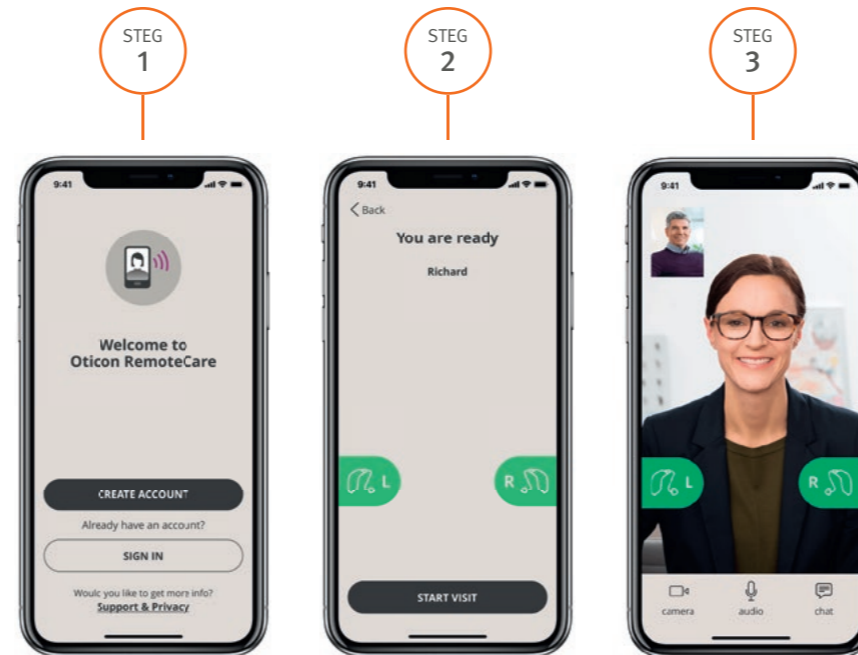 STEG
1
STEG
2
STEG
3
9:41
Welcome to
Oticon RemoteCare
CREATE ACCOUNT
Already have an account?
SIGN IN
Would you like to get more info?
Support & Privacy
9:41
Back
You are ready
Richard
L
R
START VISIT
9:41
L
R
camera
audio
chat